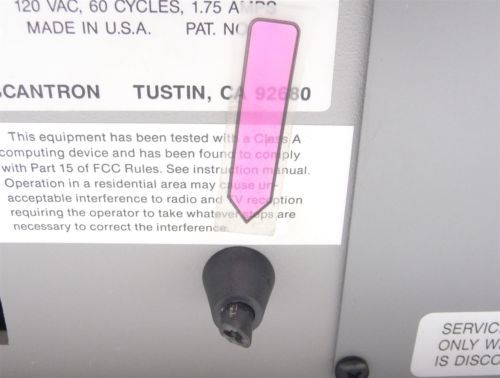 120 VAC, 60 CYCLES, 1.75 AMPS
MADE IN U.S.A. PAT. NO
CANTRON TUSTIN, CA 92680
This equipment has been tested with a Class A
computing device and has been found to comply
with Part 15 of FCC Rules. See instruction manual.
Operation in a residential area may cause un-
acceptable interference to radio and TV reception
requiring the operator to take whatever steps are
necessary to correct the interference.
SERVIC
ONLY W
IS DISCO